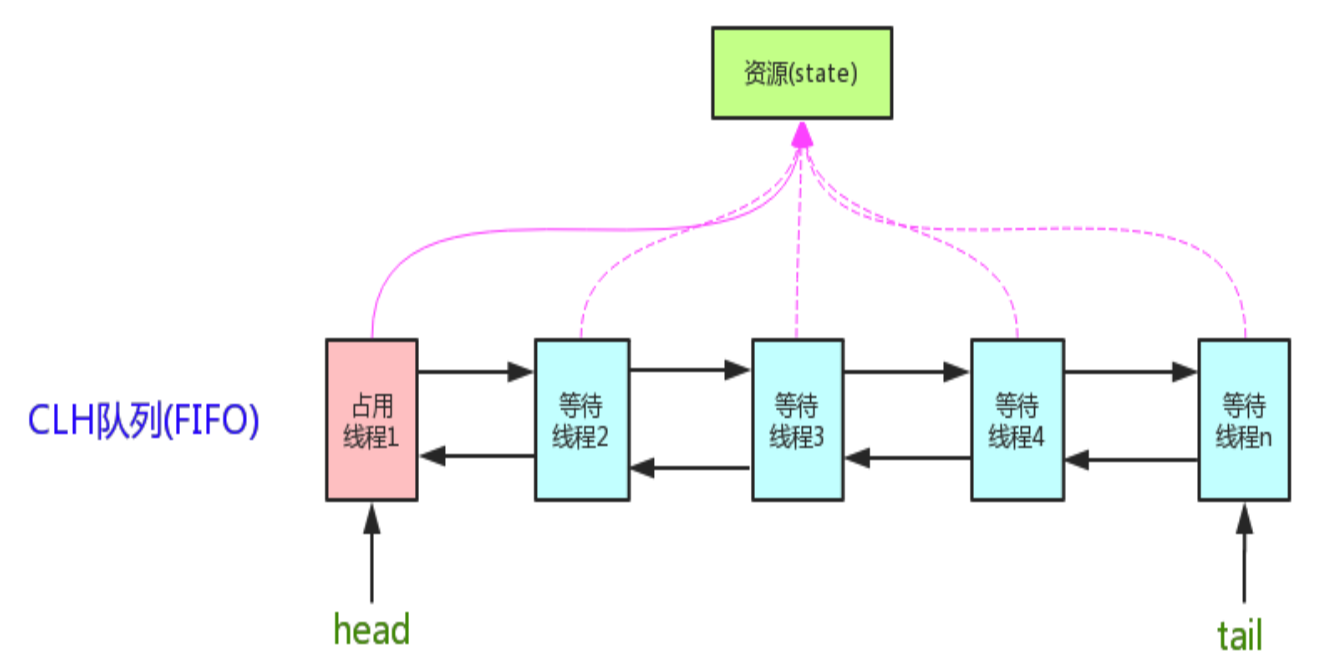 资源(state)
CLH队列(FIFO)
占用
线程1
等待
线程2
等待
线程3
等待
线程4
等待
线程n
head
tail